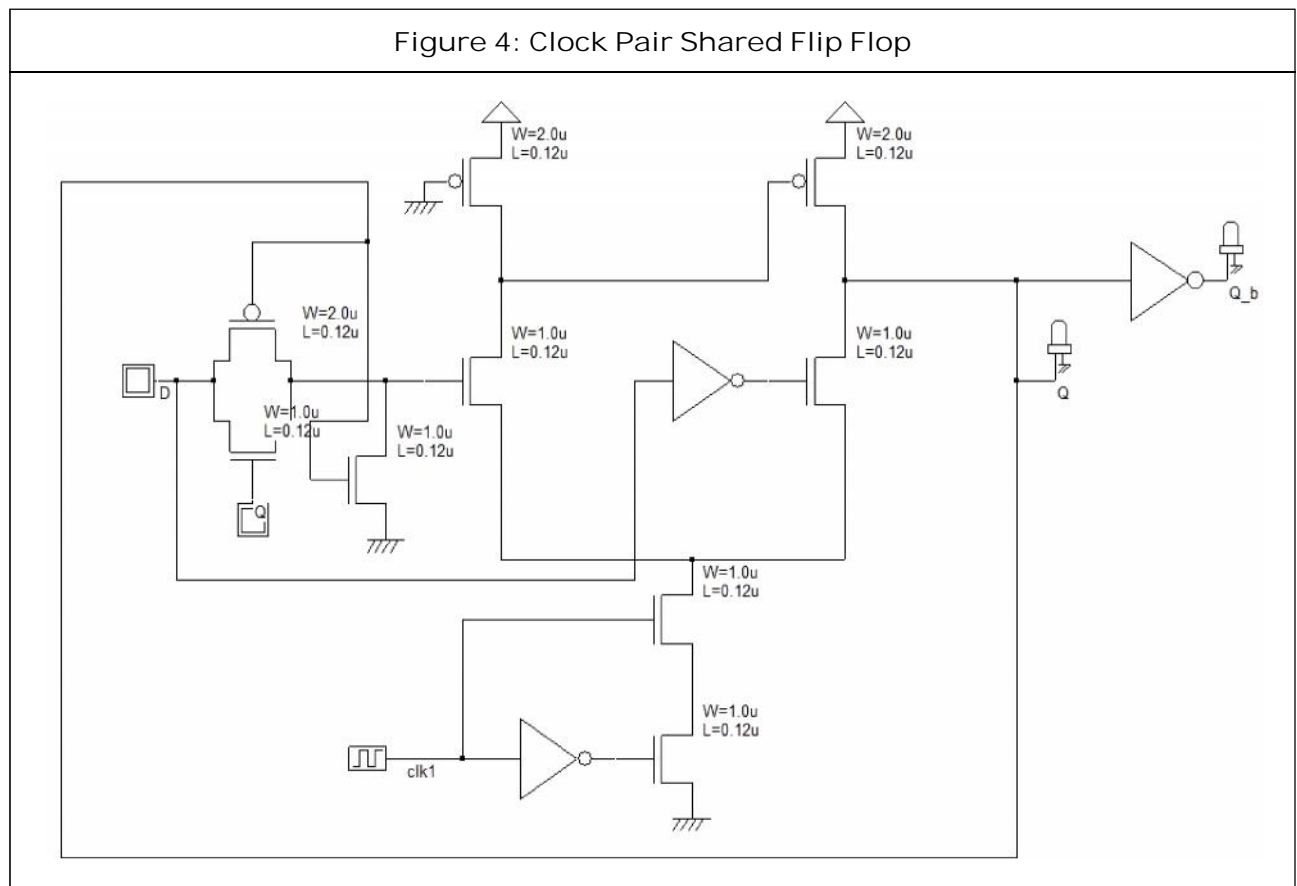 Figure 4: Clock Pair Shared Flip Flop
W=2.0u
L=0.12u
W=2.0u
L=0.12u
Q_b
W=2.0u
L=0.12u
W=1.0u
L=0.12u
W=1.0u
L=0.12u
D
Q
W=1.0u
L=0.12u
W=1.0u
L=0.12u
Q
W=1.0u
L=0.12u
W=1.0u
L=0.12u
clk1